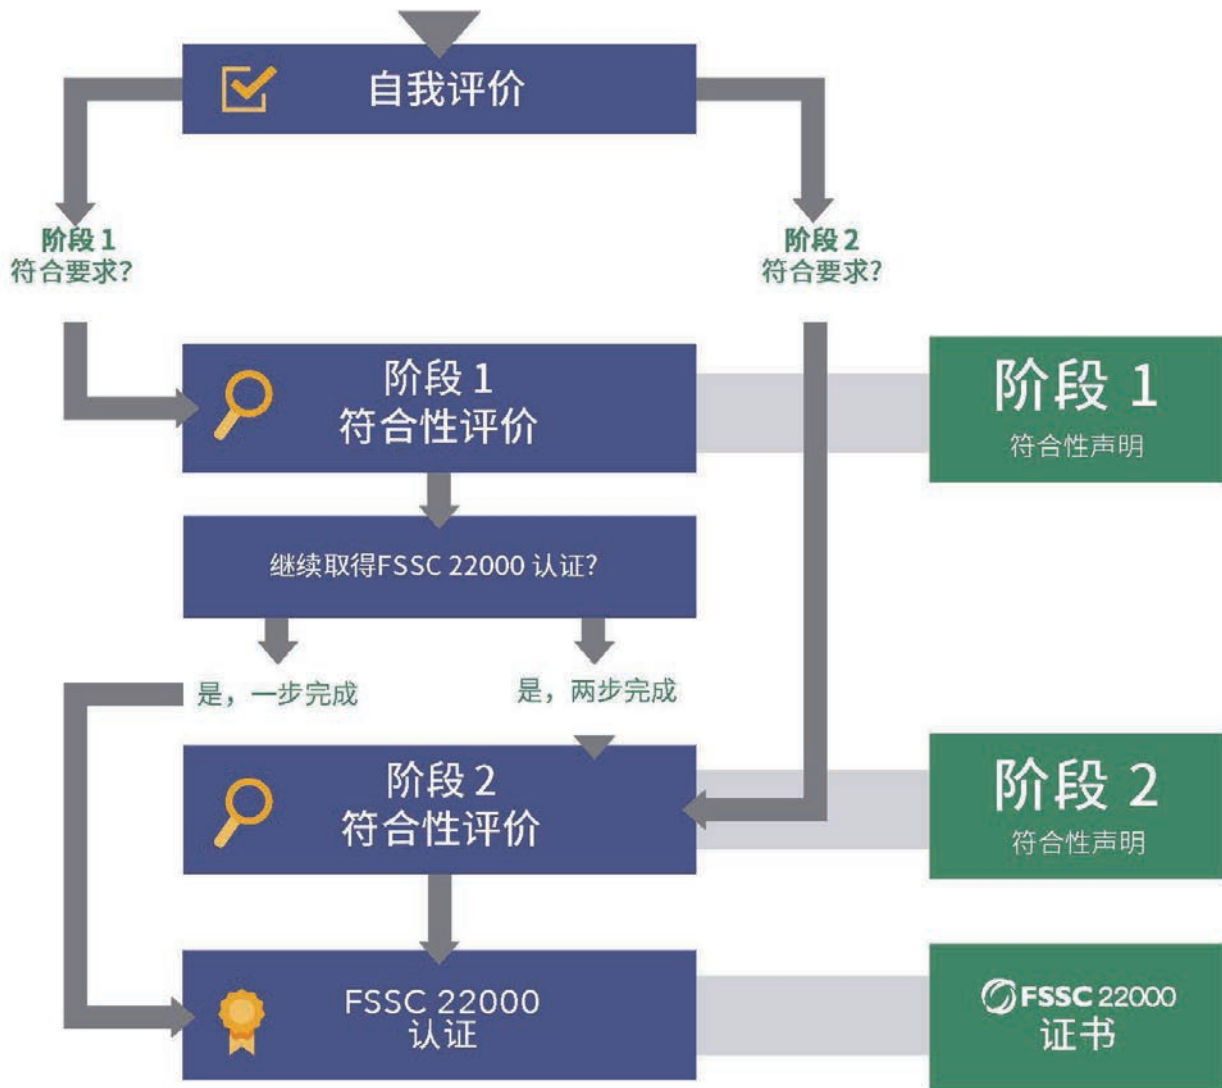 自我评价
阶段 1
符合要求?
阶段 2
符合要求?
阶段 1
符合性评价
阶段 1
符合性声明
继续取得FSSC 22000 认证?
是，一步完成
是，两步完成
阶段 2
符合性评价
阶段 2
符合性声明
FSSC 22000
认证
FSSC 22000
证书